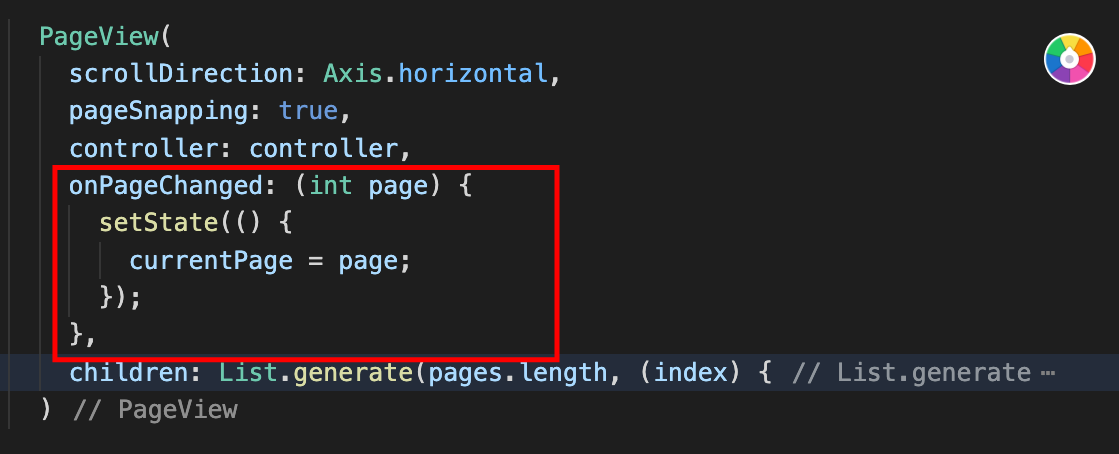 PageView(
scrollDirection: Axis.horizontal,
pageSnapping: true,
controller: controller,
onPageChanged: (int page) {
setState(() {
currentPage = page;
});
},
children: List.generate(pages.length, (index) { // List.generate ⋯
) // PageView